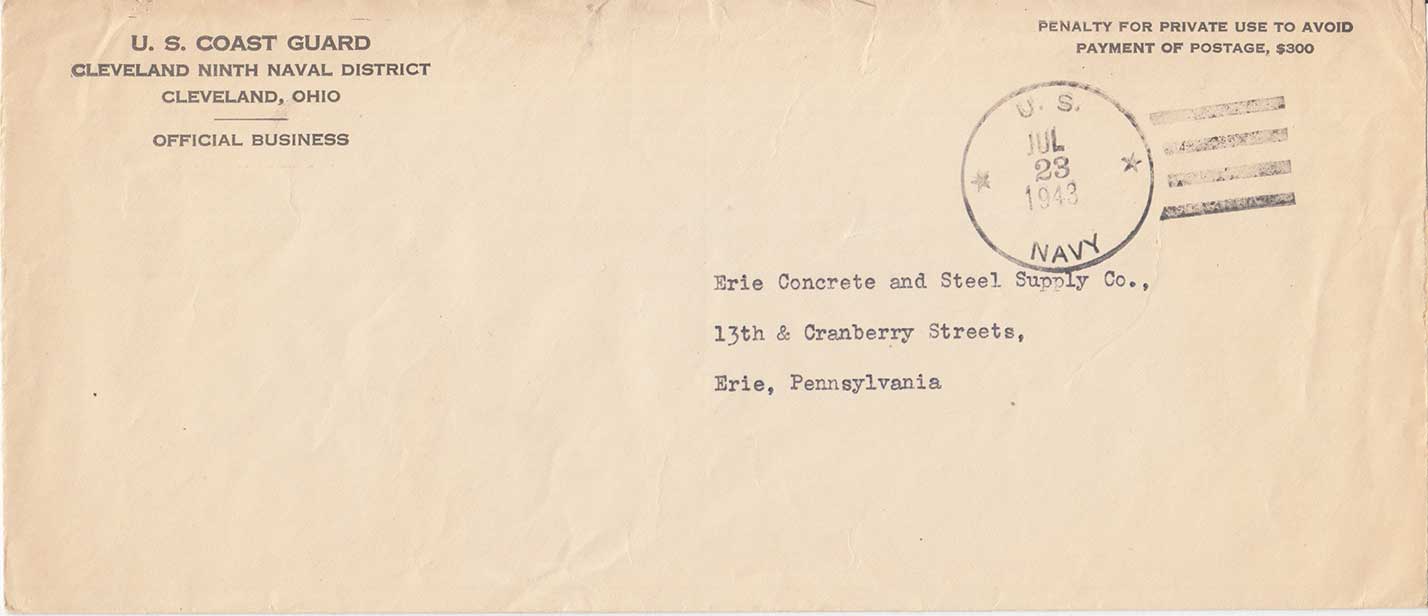 U. S. COAST GUARD
CLEVELAND NINTH NAVAL DISTRICT
CLEVELAND, OHIO
OFFICIAL BUSINESS
PENALTY FOR PRIVATE USE TO AVOID
PAYMENT OF POSTAGE, $300
U. S.
JUL
23
1943
NAVY
Erie Concrete and Steel Supply Co.,
13th & Cranberry Streets,
Erie, Pennsylvania